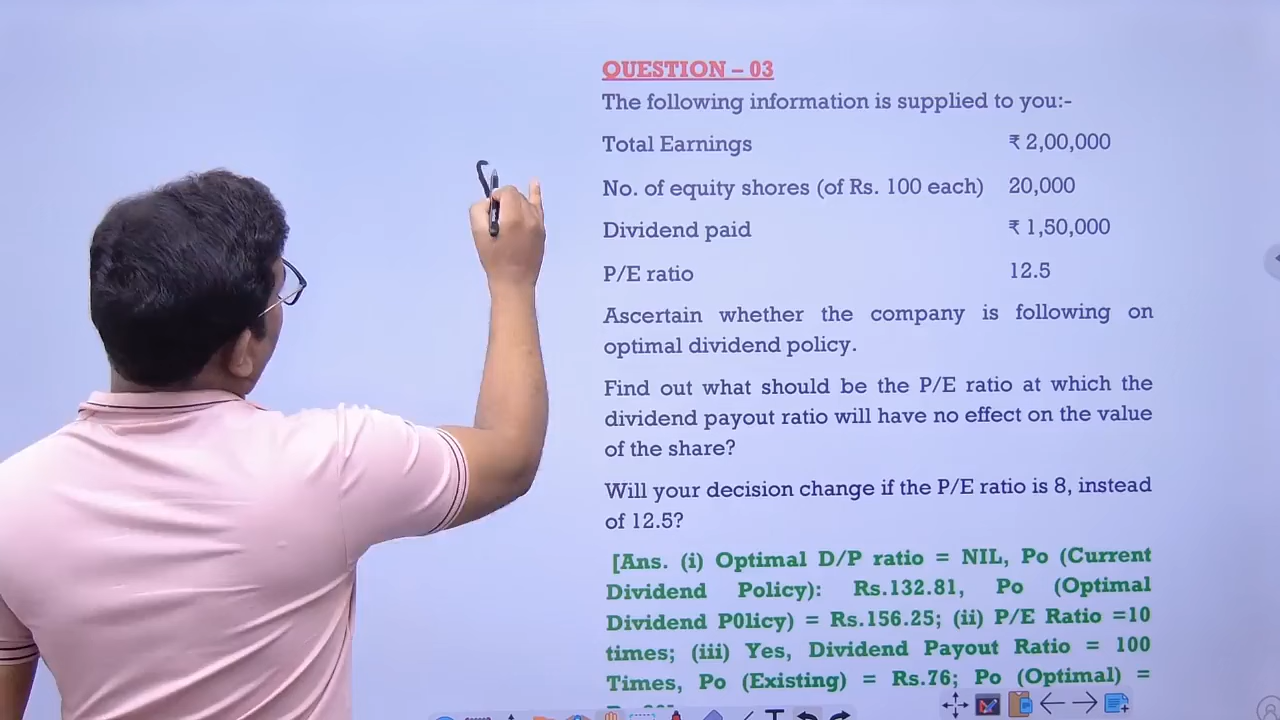 QUESTION – 03
The following information is supplied to you:-
Total Earnings ₹ 2,00,000
No. of equity shores (of Rs. 100 each) 20,000
Dividend paid ₹ 1,50,000
P/E ratio 12.5
Ascertain whether the company is following on
optimal dividend policy.
Find out what should be the P/E ratio at which the
dividend payout ratio will have no effect on the value
of the share?
Will your decision change if the P/E ratio is 8, instead
of 12.5?
[Ans. (i) Optimal D/P ratio = NIL, Po (Current
Dividend Policy): Rs.132.81, Po (Optimal
Dividend P0licy) = Rs.156.25; (ii) P/E Ratio =10
times; (iii) Yes, Dividend Payout Ratio = 100
Times, Po (Existing) = Rs.76; Po (Optimal) =